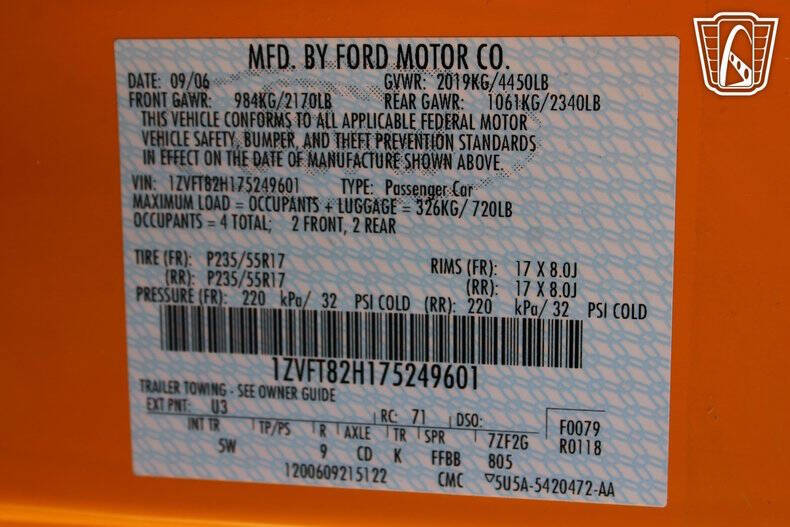 MFD. BY FORD MOTOR CO.
DATE: 09/06 GVWR: 2019KG/4450LB
FRONT GAWR: 984KG/2170LB REAR GAWR: 1061KG/2340LB
THIS VEHICLE CONFORMS TO ALL APPLICABLE FEDERAL MOTOR
VEHICLE SAFETY, BUMPER, AND THEFT PREVENTION STANDARDS
IN EFFECT ON THE DATE OF MANUFACTURE SHOWN ABOVE.
VIN: 1ZVFT82H175249601 TYPE: Passenger Car
MAXIMUM LOAD = OCCUPANTS + LUGGAGE = 326KG/ 720LB
OCCUPANTS = 4 TOTAL; 2 FRONT, 2 REAR
TIRE (FR): P235/55R17 RIMS (FR): 17 X 8.0J
(RR): P235/55R17 (RR): 17 X 8.0J
PRESSURE (FR): 220 kPa/ 32 PSI COLD (RR): 220 kPa/ 32 PSI COLD
1ZVFT82H175249601
TRAILER TOWING - SEE OWNER GUIDE
EXT PNT: U3 RC: 71 DSO: F0079
INT TR TP/PS R AXLE TR SPR 7ZF2G R0118
5W 9 CD K FFBB 805
1200609215122 CMC 5U5A-5420472-AA